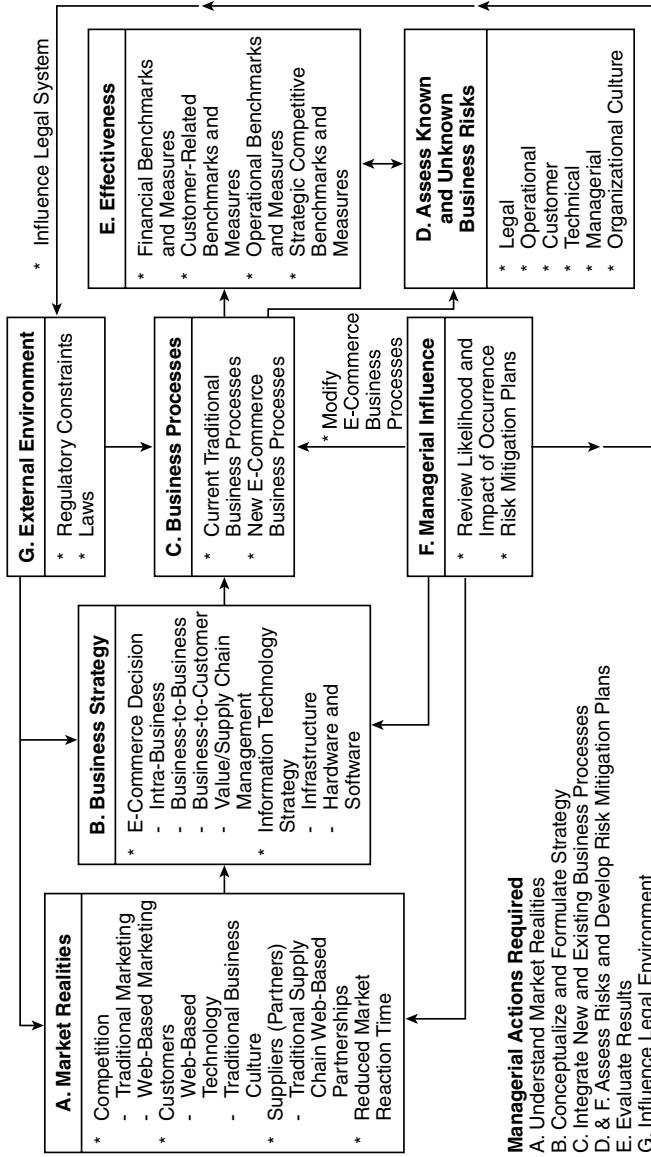 A. Market Realities
* Competition
- Traditional Marketing
- Web-Based Marketing
* Customers
- Web-Based
Technology
- Traditional Business
Culture
* Suppliers (Partners)
- Traditional Supply
Chain Web-Based
Partnerships
* Reduced Market
Reaction Time
B. Business Strategy
* E-Commerce Decision
- Intra-Business
- Business-to-Business
- Business-to-Customer
- Value/Supply Chain
Management
* Information Technology
Strategy
- Infrastructure
- Hardware and
Software
G. External Environment
* Regulatory Constraints
* Laws
* Influence Legal System
C. Business Processes
* Current Traditional
Business Processes
* New E-Commerce
Business Processes
* Modify
E-Commerce
Business
Processes
F. Managerial Influence
* Review Likelihood and
Impact of Occurrence
* Risk Mitigation Plans
E. Effectiveness
* Financial Benchmarks
and Measures
* Customer-Related
Benchmarks and
Measures
* Operational Benchmarks
and Measures
* Strategic Competitive
Benchmarks and
Measures
D. Assess Known
and Unknown
Business Risks
* Legal
* Operational
* Customer
* Technical
* Managerial
* Organizational Culture
Managerial Actions Required
A. Understand Market Realities
B. Conceptualize and Formulate Strategy
C. Integrate New and Existing Business Processes
D. & F. Assess Risks and Develop Risk Mitigation Plans
E. Evaluate Results
G. Influence Legal Environment